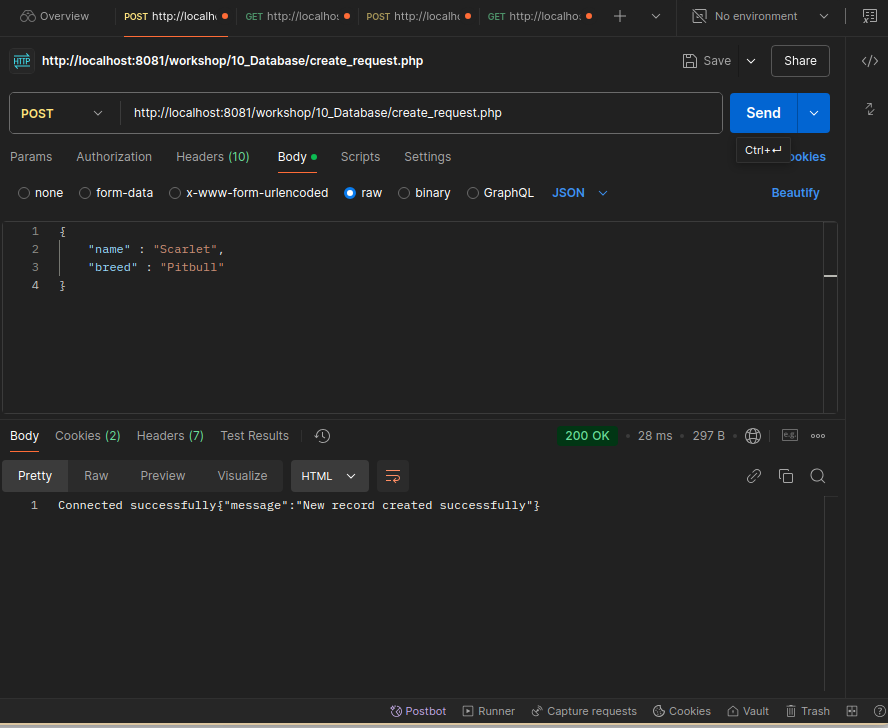 Overview POST http://localh GET http://localhos POST http://localho GET http://localhos No environment
HTTP http://localhost:8081/workshop/10_Database/create_request.php Save Share
POST http://localhost:8081/workshop/10_Database/create_request.php Send
Ctrl+↵ ookies
Params Authorization Headers (10) Body Scripts Settings
none form-data x-www-form-urlencoded raw binary GraphQL JSON Beautify
1 {
2 "name" : "Scarlet",
3 "breed" : "Pitbull"
4 }
Body Cookies (2) Headers (7) Test Results 200 OK • 28 ms • 297 B • e.g. ooo
Pretty Raw Preview Visualize HTML
1 Connected successfully{"message":"New record created successfully"}
Postbot Runner Capture requests Cookies Vault Trash